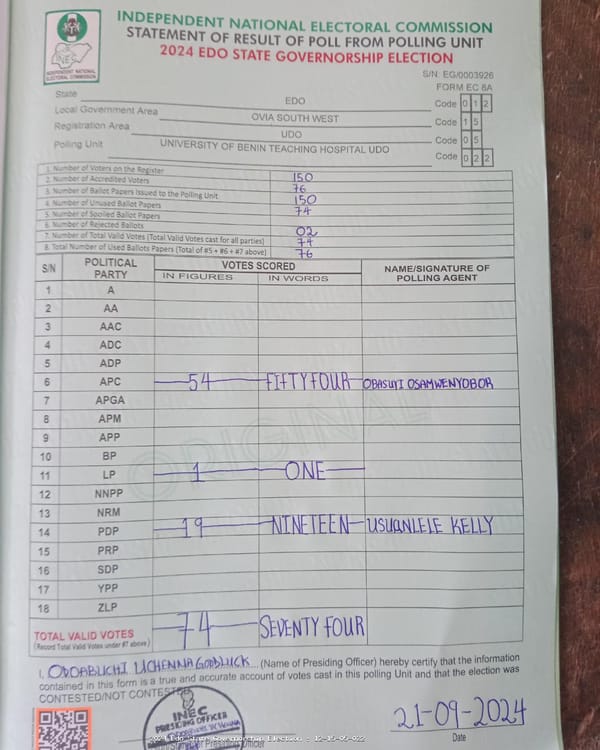 INDEPENDENT NATIONAL ELECTORAL COMMISSION
STATEMENT OF RESULT OF POLL FROM POLLING UNIT
2024 EDO STATE GOVERNORSHIP ELECTION
INEC
INDEPENDENT NATIONAL ELECTORAL COMMISSION
S/N EG/0003926
FORM EC 8A
State EDO Code 0 1 2
Local Government Area OVIA SOUTH WEST Code 1 5
Registration Area UDO Code 0 5
Polling Unit UNIVERSITY OF BENIN TEACHING HOSPITAL UDO Code 0 2 2
1. Number of Voters on the Register 150
2. Number of Accredited Voters 76
3. Number of Ballot Papers Issued to the Polling Unit 150
4. Number of Unused Ballot Papers 74
5. Number of Spoiled Ballot Papers
6. Number of Rejected Ballots 02
7. Number of Total Valid Votes (Total Valid Votes cast for all parties) 74
8. Total Number of Used Ballots Papers (Total of #5 + #6 + #7 above) 76
S/N POLITICAL PARTY VOTES SCORED NAME/SIGNATURE OF POLLING AGENT
IN FIGURES IN WORDS
1 A
2 AA
3 AAC
4 ADC
5 ADP
6 APC 54 FIFTY FOUR OBASUYI OSAMWENYOBOR
7 APGA
8 APM
9 APP
10 BP
11 LP 1 ONE
12 NNPP
13 NRM
14 PDP 19 NINETEEN USUANLELE KELLY
15 PRP
16 SDP
17 YPP
18 ZLP
ORIGINAL
TOTAL VALID VOTES 74 SEVENTY FOUR
(Record Total Valid Votes under #7 above)
I, ODOABUCHI UCHENNA GOODLUCK (Name of Presiding Officer) hereby certify that the information
contained in this form is a true and accurate account of votes cast in this polling Unit and that the election was
CONTESTED/NOT CONTESTED
INEC
PRESIDING OFFICER
21-09-2024
Date
2024 Edo State Governorship Election - 12-15-05-022
Presiding Officer